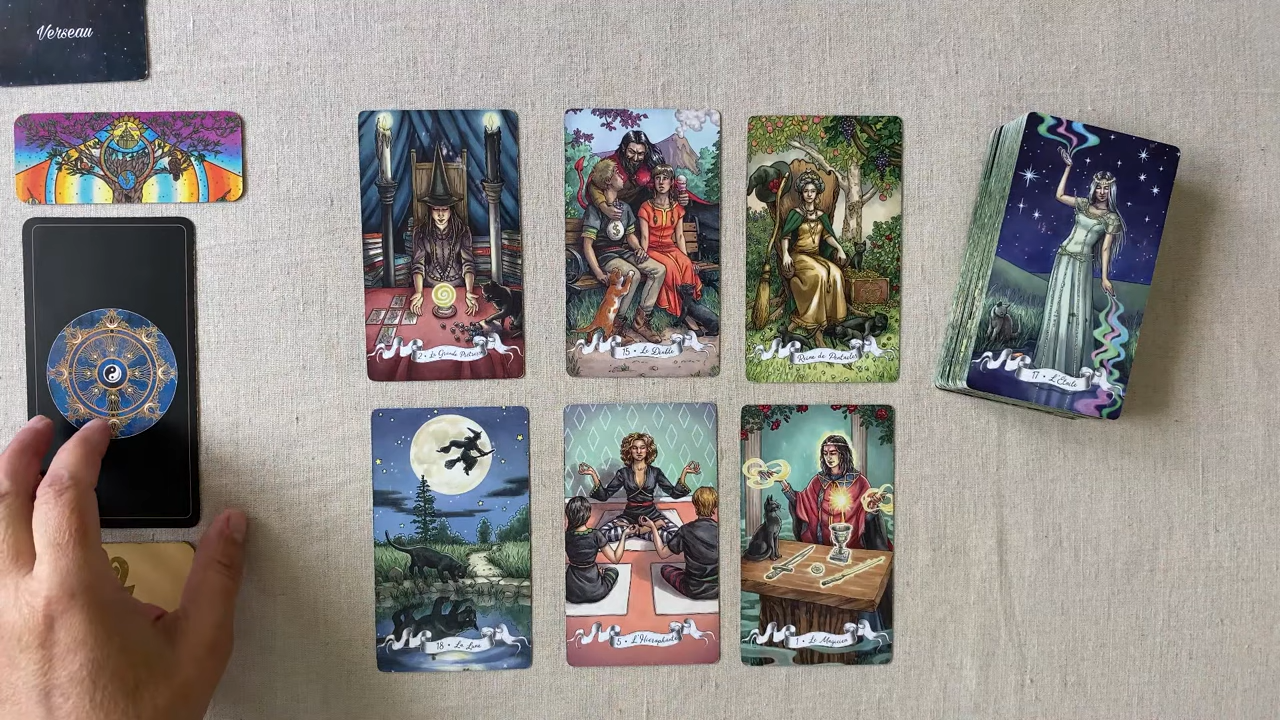 Verseau
2 • La Grande Prêtresse
15 • Le Diable
Reine de Pentacles
17 • L'Étoile
18 • La Lune
5 • L'Hiérophante
1 • Le Magicien